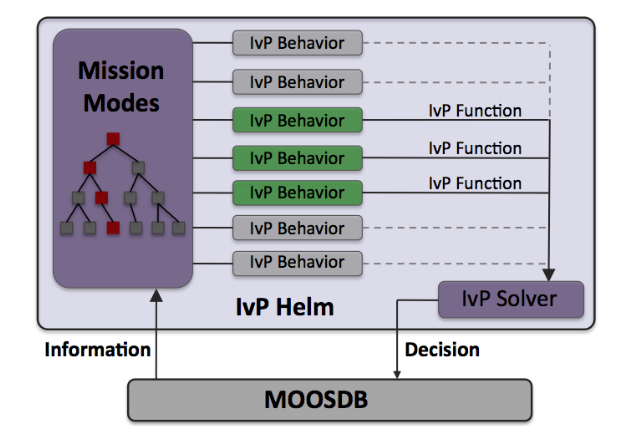 Mission
Modes
IvP Behavior
IvP Behavior
IvP Behavior
IvP Function
IvP Behavior
IvP Function
IvP Behavior
IvP Function
IvP Behavior
IvP Behavior
IvP Helm
IvP Solver
Information
Decision
MOOSDB